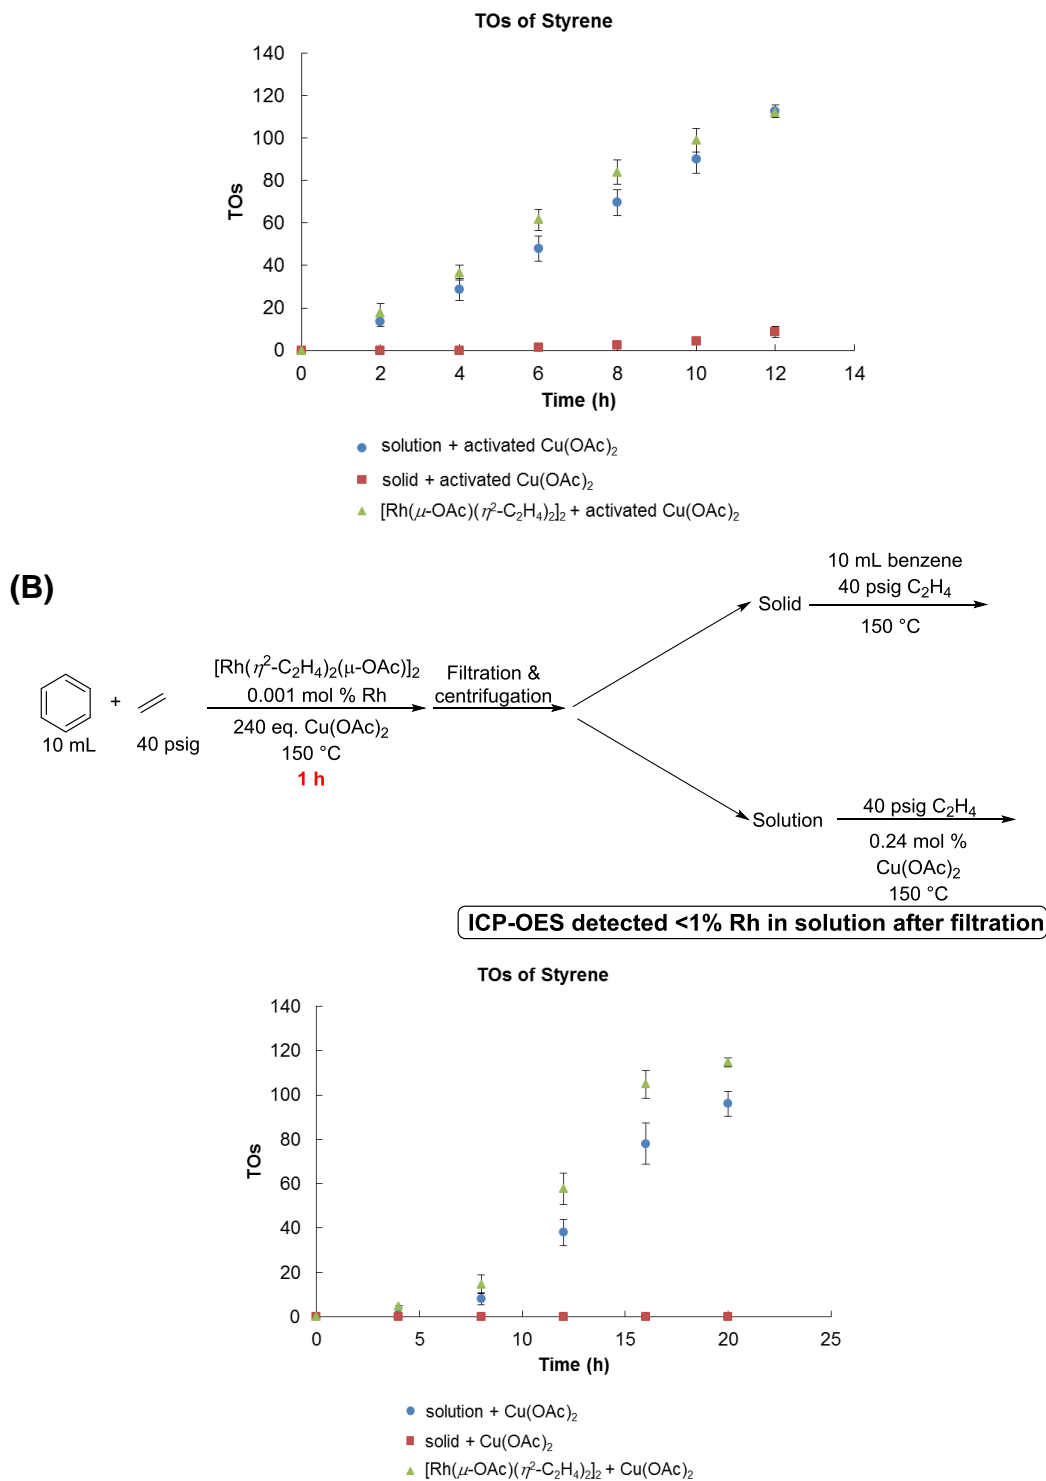 TOs of Styrene
140
120
100
80
60
40
20
0
TOs
0 2 4 6 8 10 12 14
Time (h)
solution + activated Cu(OAc)2
solid + activated Cu(OAc)2
[Rh(μ-OAc)(η2-C2H4)2]2 + activated Cu(OAc)2
(B)
10 mL benzene
40 psig C2H4
Solid
150 °C
[Rh(η2-C2H4)2(μ-OAc)]2
0.001 mol % Rh
Filtration &
centrifugation
+
10 mL
40 psig
240 eq. Cu(OAc)2
150 °C
1 h
40 psig C2H4
Solution
0.24 mol %
Cu(OAc)2
150 °C
ICP-OES detected <1% Rh in solution after filtration
TOs of Styrene
140
120
100
80
60
40
20
0
TOs
0 5 10 15 20 25
Time (h)
solution + Cu(OAc)2
solid + Cu(OAc)2
[Rh(μ-OAc)(η2-C2H4)2]2 + Cu(OAc)2